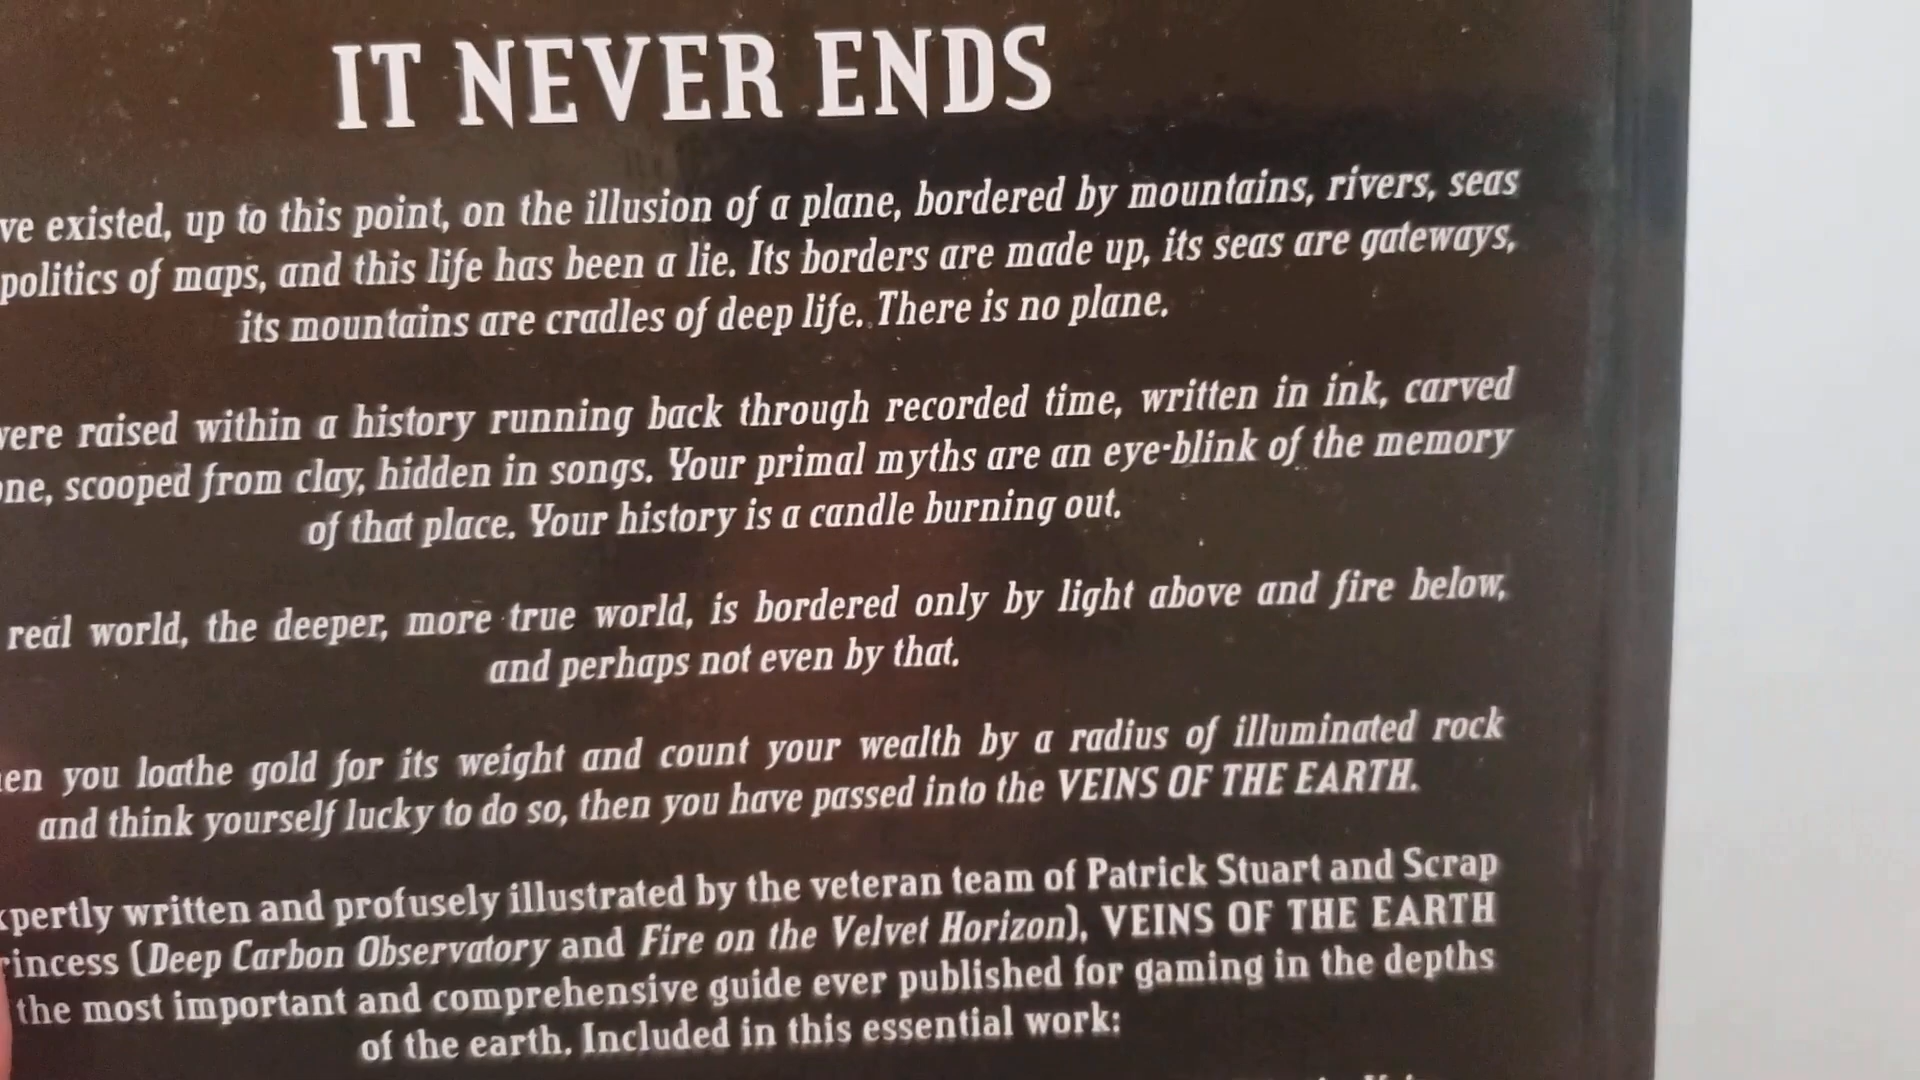 IT NEVER ENDS
ve existed, up to this point, on the illusion of a plane, bordered by mountains, rivers, seas
politics of maps, and this life has been a lie. Its borders are made up, its seas are gateways,
its mountains are cradles of deep life. There is no plane.
were raised within a history running back through recorded time, written in ink, carved
one, scooped from clay, hidden in songs. Your primal myths are an eye-blink of the memory
of that place. Your history is a candle burning out.
real world, the deeper, more true world, is bordered only by light above and fire below,
and perhaps not even by that.
en you loathe gold for its weight and count your wealth by a radius of illuminated rock
and think yourself lucky to do so, then you have passed into the VEINS OF THE EARTH.
xpertly written and profusely illustrated by the veteran team of Patrick Stuart and Scrap
rincess (Deep Carbon Observatory and Fire on the Velvet Horizon), VEINS OF THE EARTH
the most important and comprehensive guide ever published for gaming in the depths
of the earth. Included in this essential work: